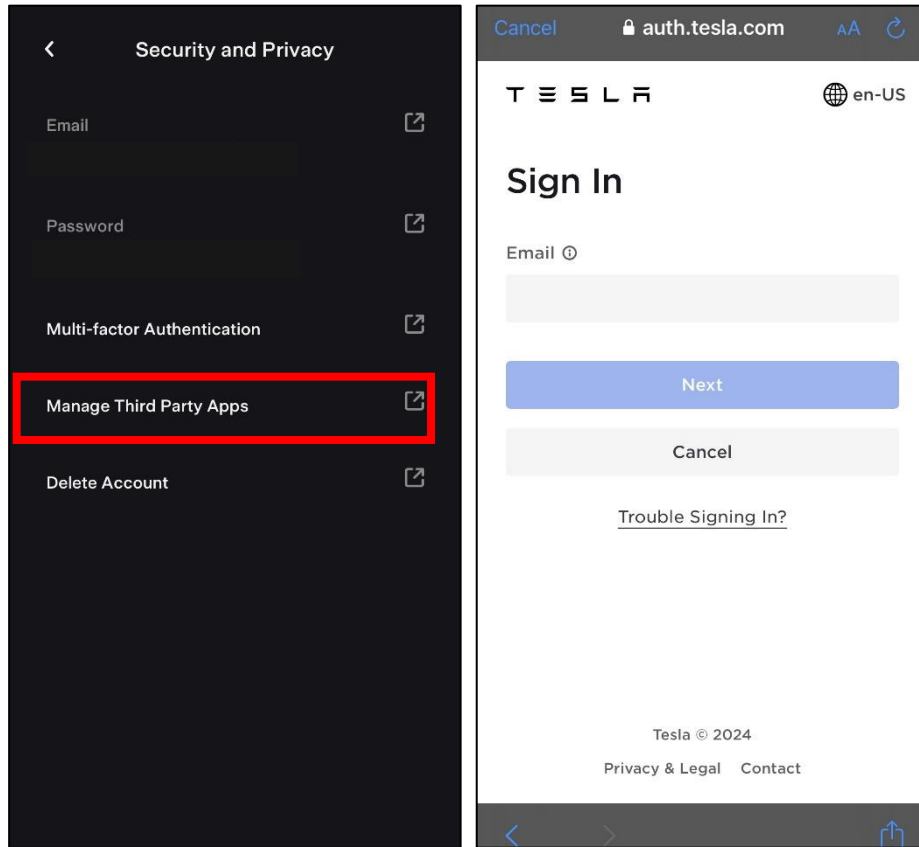 Security and Privacy
Email
Password
Multi-factor Authentication
Manage Third Party Apps
Delete Account
Cancel
auth.tesla.com
AA
TESLA
en-US
Sign In
Email
Next
Cancel
Trouble Signing In?
Tesla © 2024
Privacy & Legal Contact